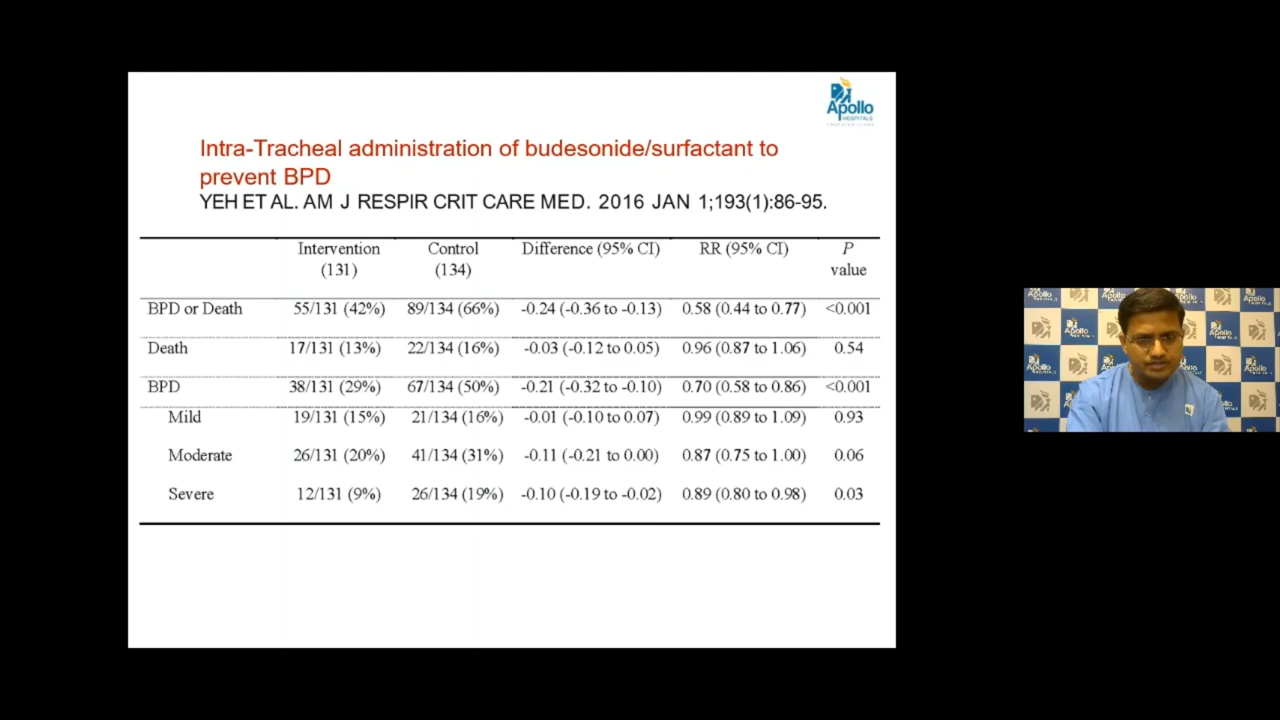 Apollo
HOSPITALS
Intra-Tracheal administration of budesonide/surfactant to
prevent BPD
YEH ET AL. AM J RESPIR CRIT CARE MED. 2016 JAN 1;193(1):86-95.
Intervention Control Difference (95% CI) RR (95% CI) P
(131) (134) value
BPD or Death 55/131 (42%) 89/134 (66%) -0.24 (-0.36 to -0.13) 0.58 (0.44 to 0.77) <0.001
Death 17/131 (13%) 22/134 (16%) -0.03 (-0.12 to 0.05) 0.96 (0.87 to 1.06) 0.54
BPD 38/131 (29%) 67/134 (50%) -0.21 (-0.32 to -0.10) 0.70 (0.58 to 0.86) <0.001
Mild 19/131 (15%) 21/134 (16%) -0.01 (-0.10 to 0.07) 0.99 (0.89 to 1.09) 0.93
Moderate 26/131 (20%) 41/134 (31%) -0.11 (-0.21 to 0.00) 0.87 (0.75 to 1.00) 0.06
Severe 12/131 (9%) 26/134 (19%) -0.10 (-0.19 to -0.02) 0.89 (0.80 to 0.98) 0.03